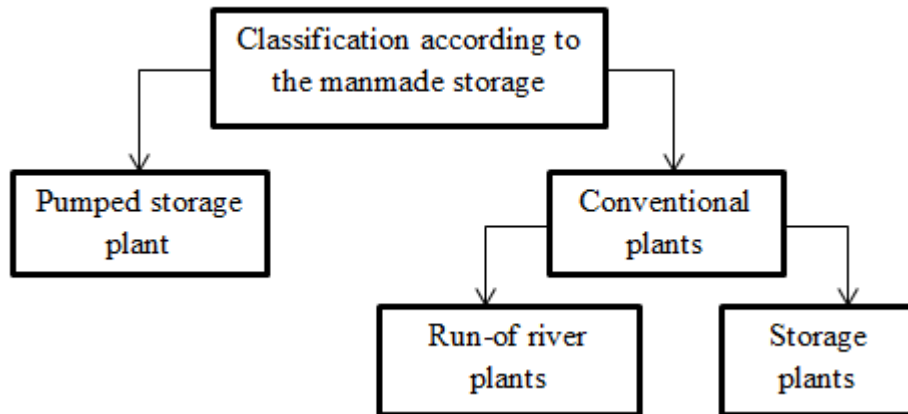 Classification according to
the manmade storage
Pumped storage
plant
Conventional
plants
Run-of river
plants
Storage
plants